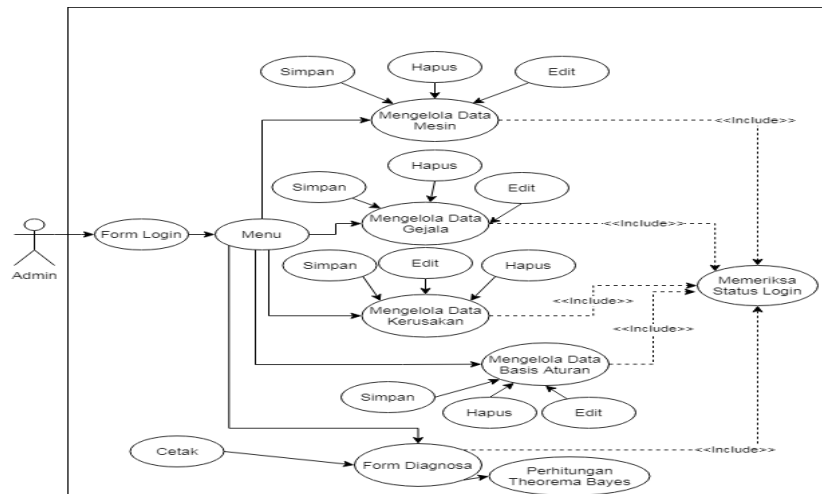 Simpan
Hapus
Edit
Mengelola Data
Mesin
<<Include>>
Hapus
Simpan
Edit
Mengelola Data
Gejala
<<Include>>
Admin
Form Login
Menu
Simpan
Edit
Hapus
Mengelola Data
Kerusakan
<<Include>>
Memeriksa
Status Login
<<Include>>
Mengelola Data
Basis Aturan
Simpan
Hapus
Edit
Cetak
Form Diagnosa
<<Include>>
Perhitungan
Theorema Bayes